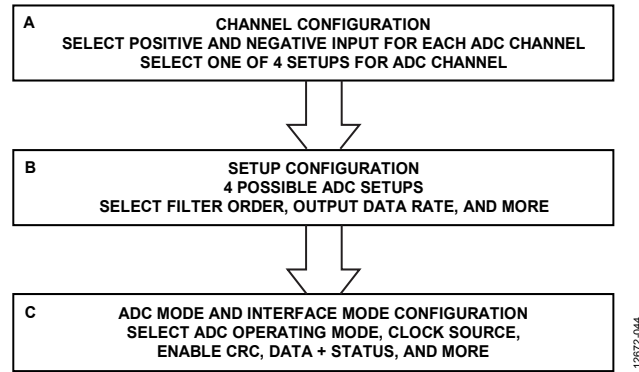 A
CHANNEL CONFIGURATION
SELECT POSITIVE AND NEGATIVE INPUT FOR EACH ADC CHANNEL
SELECT ONE OF 4 SETUPS FOR ADC CHANNEL
B
SETUP CONFIGURATION
4 POSSIBLE ADC SETUPS
SELECT FILTER ORDER, OUTPUT DATA RATE, AND MORE
C
ADC MODE AND INTERFACE MODE CONFIGURATION
SELECT ADC OPERATING MODE, CLOCK SOURCE,
ENABLE CRC, DATA + STATUS, AND MORE
12672-044